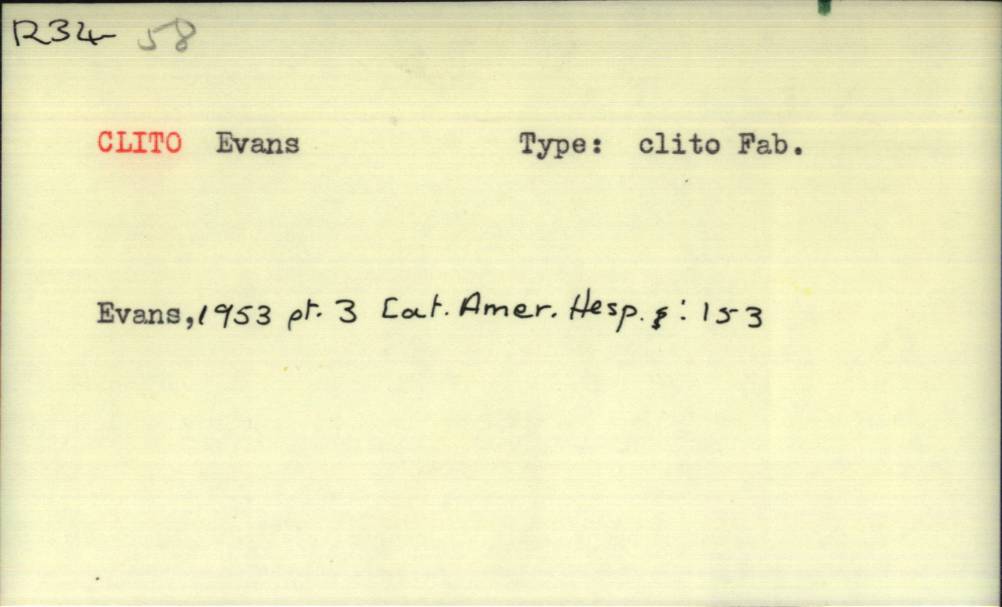 R34 58
CLITO Evans Type: clito Fab.
Evans, 1953 pt. 3 Cat. Amer. Hesp. : 153